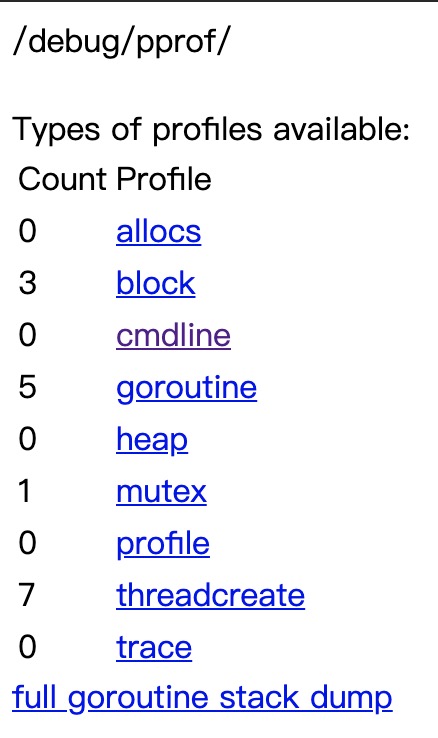 /debug/pprof/
Types of profiles available:
Count Profile
0 allocs
3 block
0 cmdline
5 goroutine
0 heap
1 mutex
0 profile
7 threadcreate
0 trace
full goroutine stack dump